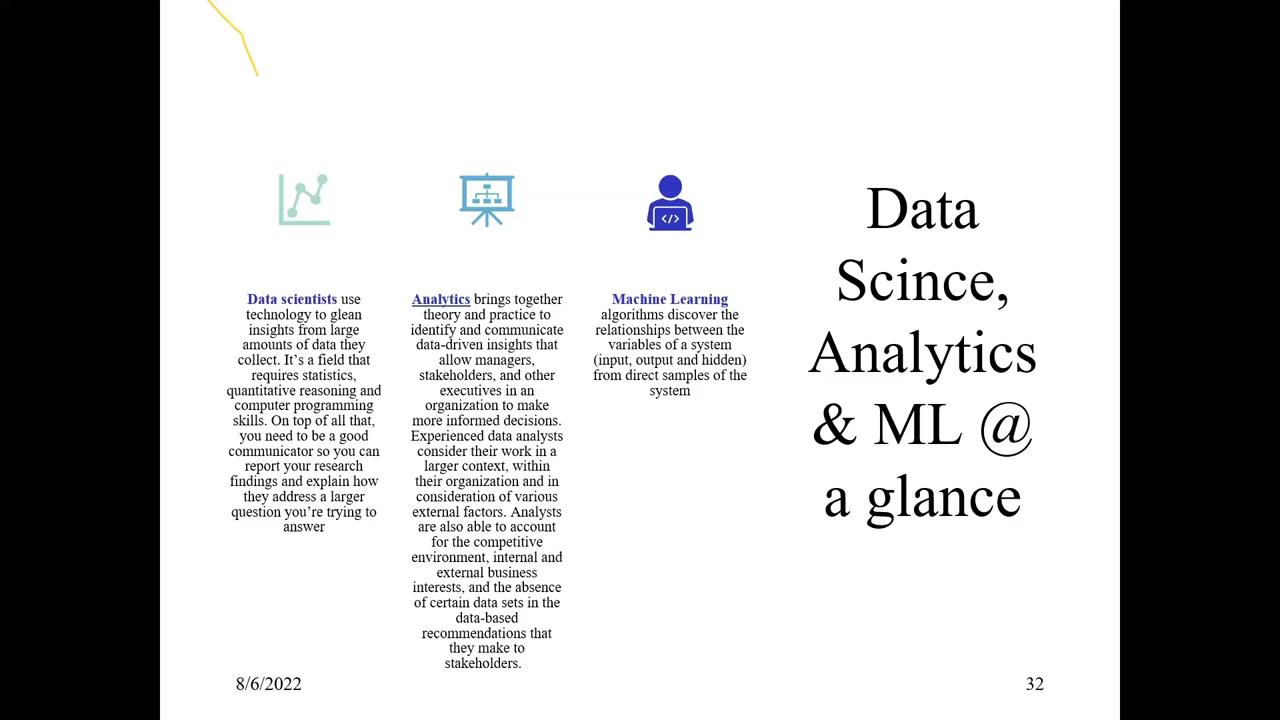 Data scientists use
technology to glean
insights from large
amounts of data they
collect. It’s a field that
requires statistics,
quantitative reasoning and
computer programming
skills. On top of all that,
you need to be a good
communicator so you can
report your research
findings and explain how
they address a larger
question you’re trying to
answer
Analytics brings together
theory and practice to
identify and communicate
data-driven insights that
allow managers,
stakeholders, and other
executives in an
organization to make
more informed decisions.
Experienced data analysts
consider their work in a
larger context, within
their organization and in
consideration of various
external factors. Analysts
are also able to account
for the competitive
environment, internal and
external business
interests, and the absence
of certain data sets in the
data-based
recommendations that
they make to
stakeholders.
Machine Learning
algorithms discover the
relationships between the
variables of a system
(input, output and hidden)
from direct samples of the
system
Data
Scince,
Analytics
& ML @
a glance
8/6/2022
32